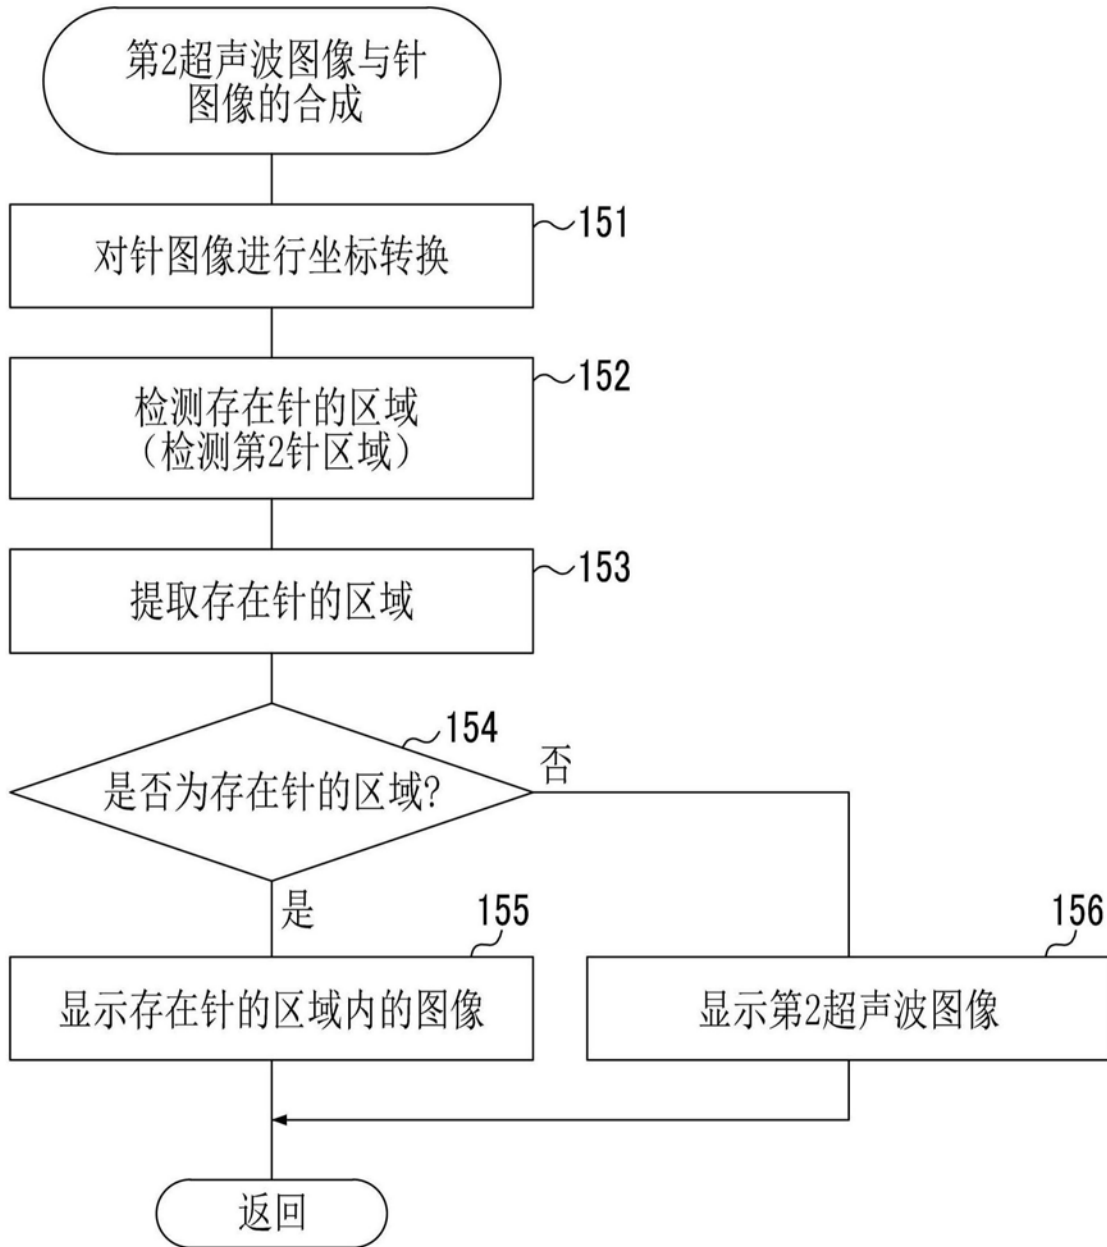 第2超声波图像与针
图像的合成
151
对针图像进行坐标转换
152
检测存在针的区域
（检测第2针区域）
153
提取存在针的区域
154
是否为存在针的区域?
否
是
155
156
显示存在针的区域内的图像
显示第2超声波图像
返回